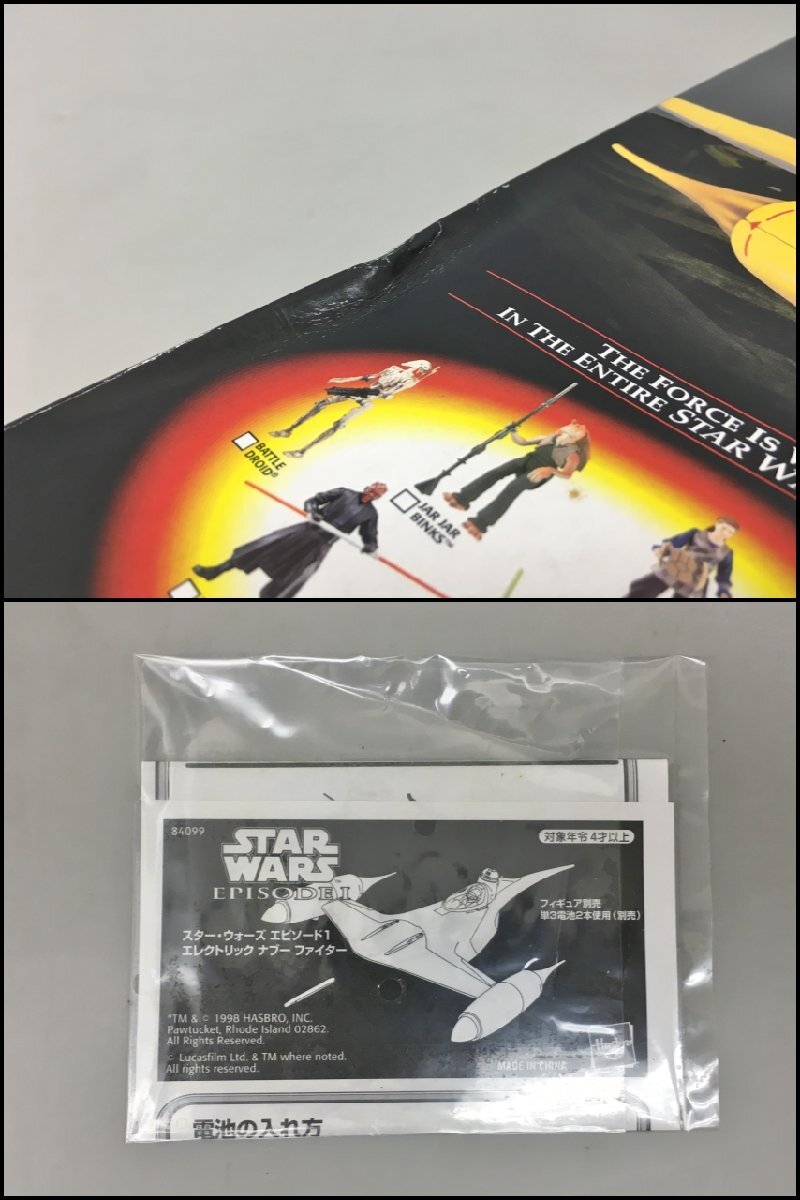 THE FORCE IS
IN THE ENTIRE STAR
BATTLE
DROID®
JAR JAR
BINKS™
84099
STAR
WARS
EPISODE I
対象年令4才以上
フィギュア別売
単3電池2本使用(別売)
スター・ウォーズ エピソード1
エレクトリック ナブー ファイター
®TM & © 1998 HASBRO, INC.
Pawtucket, Rhode Island 02862.
All Rights Reserved.
© Lucasfilm Ltd. & TM where noted.
All rights reserved.
Hasbro
MADE IN CHINA
電池の入れ方